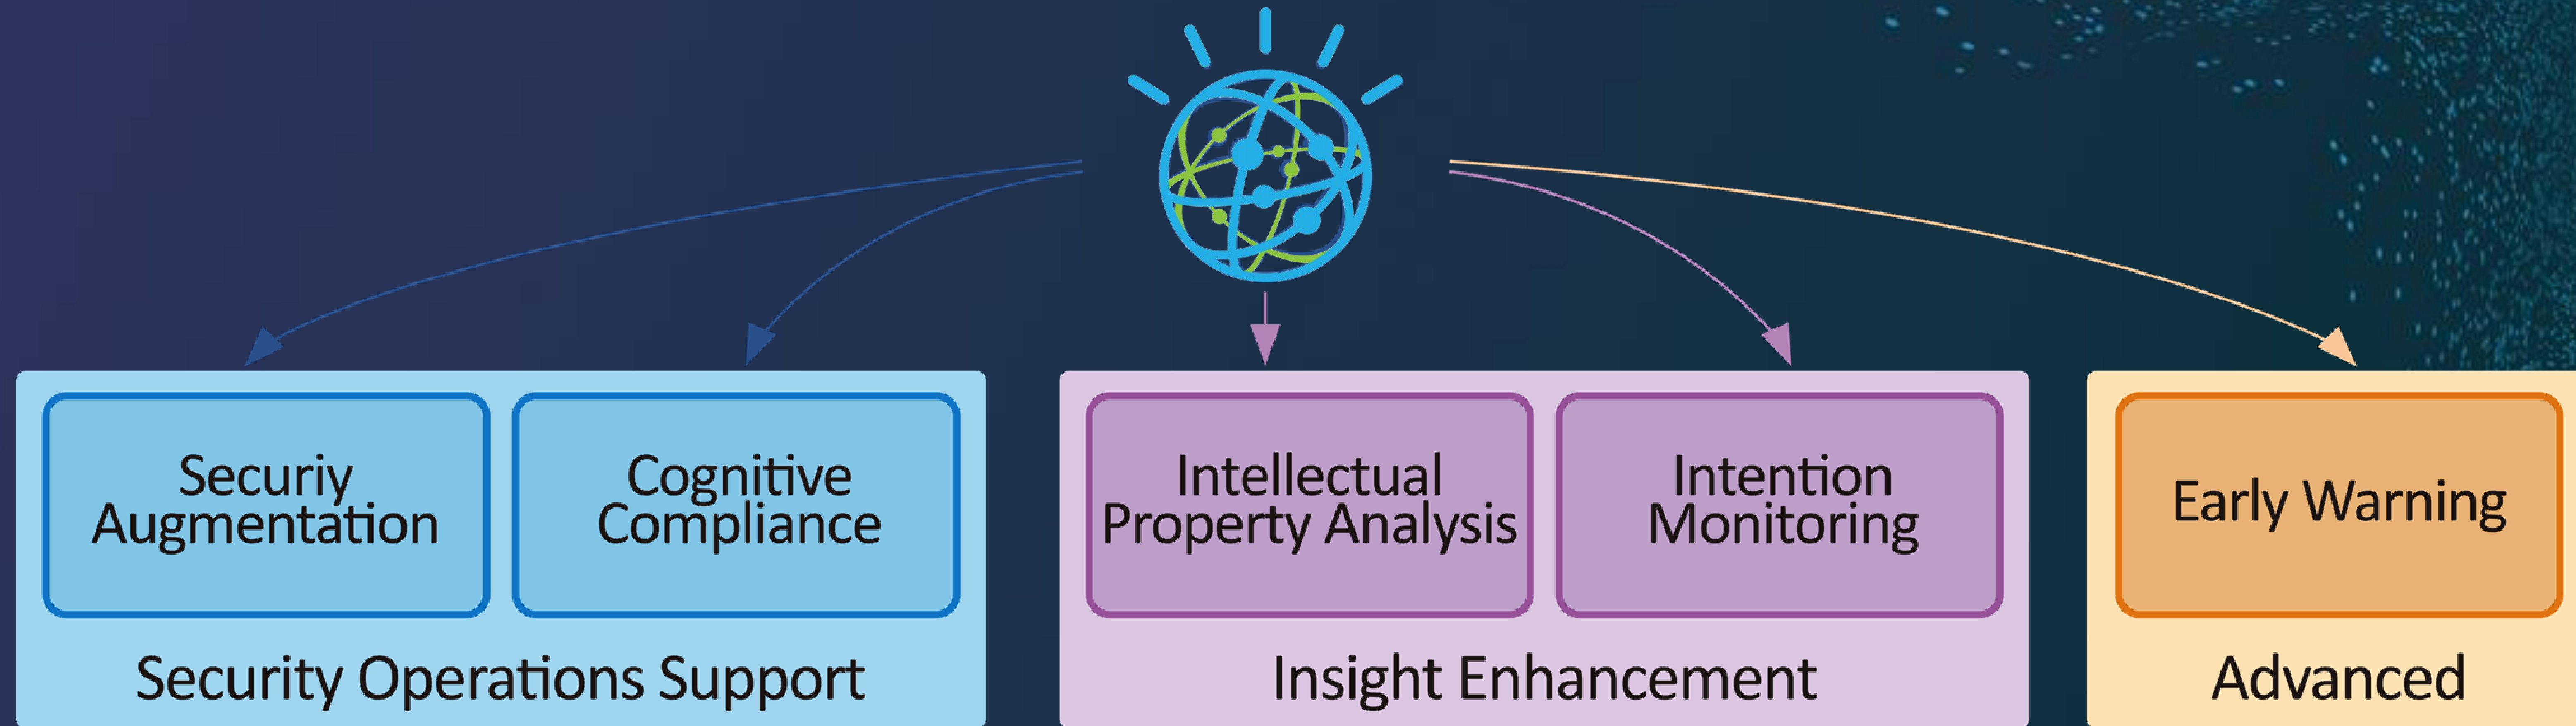 Securiy
Augmentation
Cognitive
Compliance
Intellectual
Property Analysis
Intention
Monitoring
Early Warning
Security Operations Support
Insight Enhancement
Advanced